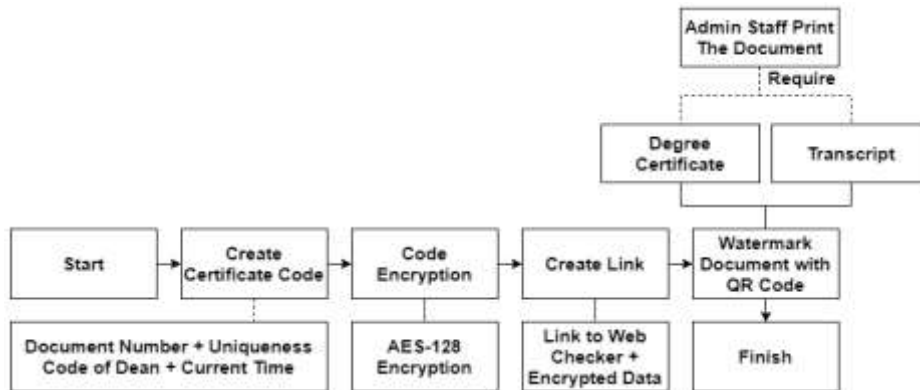 Admin Staff Print
The Document
Require
Degree
Certificate
Transcript
Start
Create
Certificate Code
Code
Encryption
Create Link
Watermark
Document with
QR Code
Document Number + Uniqueness
Code of Dean + Current Time
AES-128
Encryption
Link to Web
Checker +
Encrypted Data
Finish